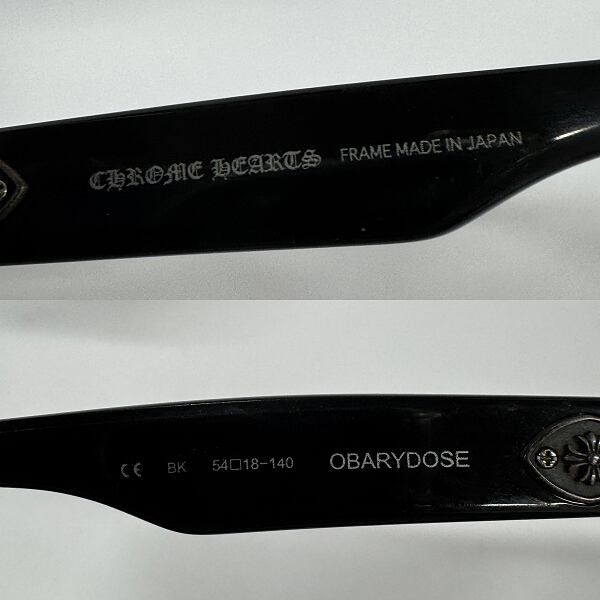 CHROME HEARTS FRAME MADE IN JAPAN
CE BK 54□18-140 OBARYDOSE